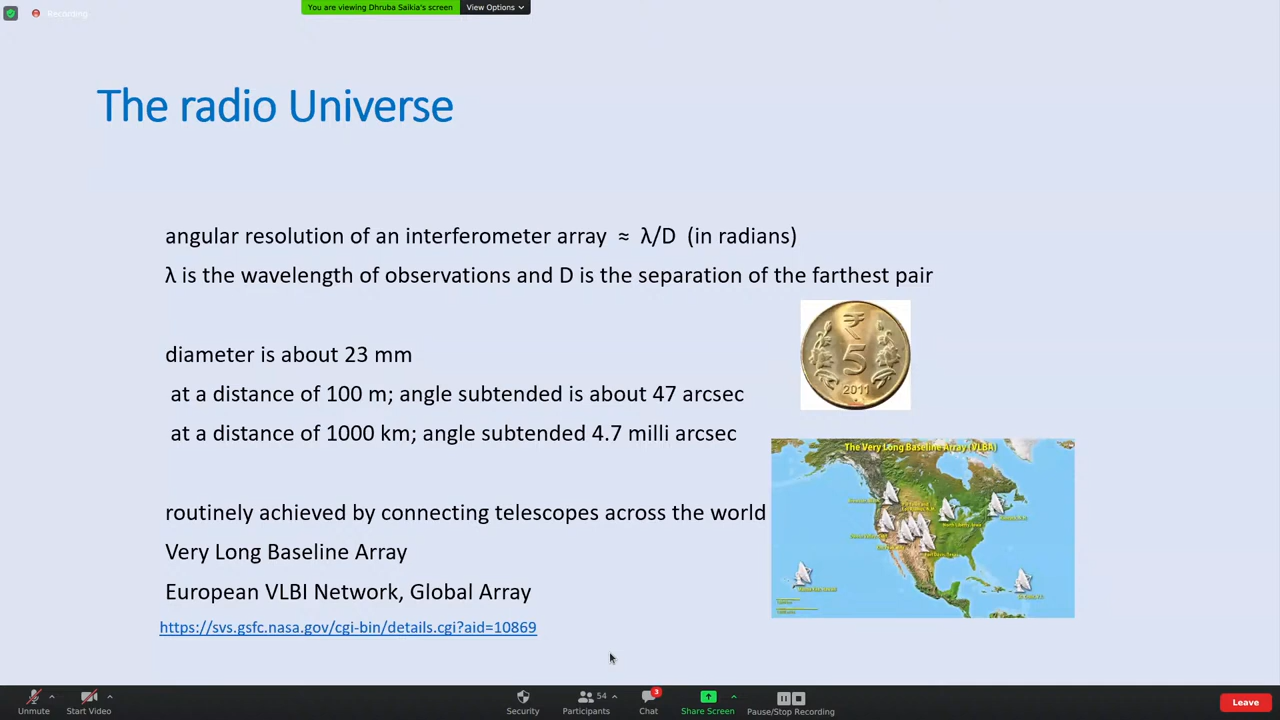 Recording
You are viewing Dhruba Saikia's screen
View Options
The radio Universe
angular resolution of an interferometer array ≈ λ/D (in radians)
λ is the wavelength of observations and D is the separation of the farthest pair
₹
5
2011
diameter is about 23 mm
at a distance of 100 m; angle subtended is about 47 arcsec
at a distance of 1000 km; angle subtended 4.7 milli arcsec
The Very Long Baseline Array (VLBA)
routinely achieved by connecting telescopes across the world
Very Long Baseline Array
European VLBI Network, Global Array
https://svs.gsfc.nasa.gov/cgi-bin/details.cgi?aid=10869
Unmute
Start Video
Security
54
Participants
3
Chat
Share Screen
Pause/Stop Recording
Leave